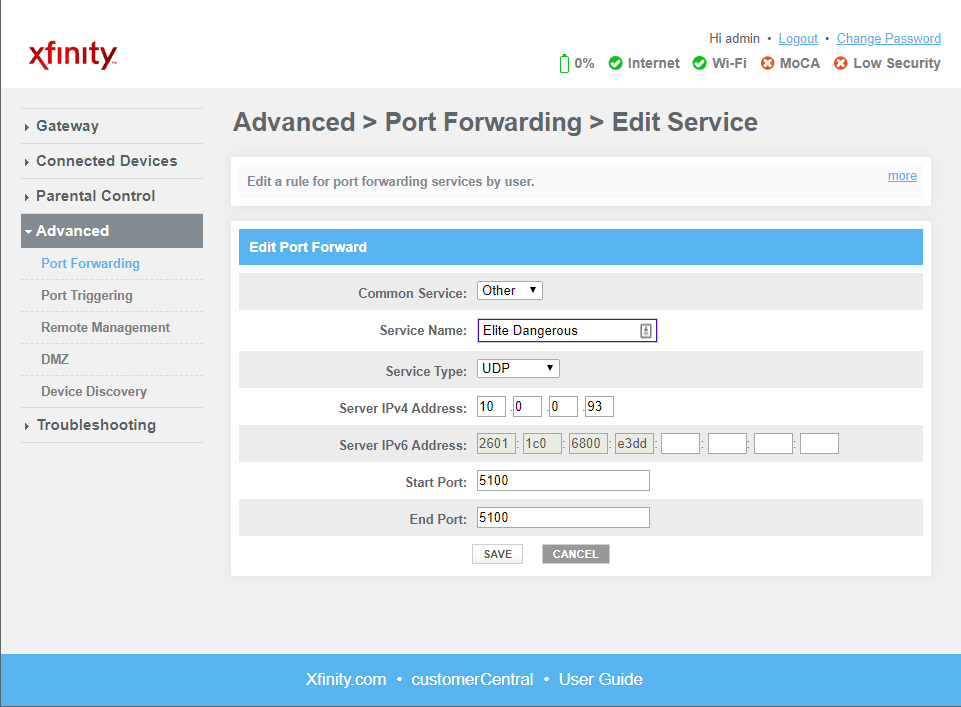 xfinity™
Hi admin • Logout • Change Password
0% Internet Wi-Fi MoCA Low Security
Gateway
Connected Devices
Parental Control
Advanced
Port Forwarding
Port Triggering
Remote Management
DMZ
Device Discovery
Troubleshooting
Advanced > Port Forwarding > Edit Service
Edit a rule for port forwarding services by user.
more
Edit Port Forward
Common Service: Other
Service Name: Elite Dangerous
Service Type: UDP
Server IPv4 Address: 10 .0 .0 .93
Server IPv6 Address: 2601 : 1c0 : 6800 : e3dd : : : :
Start Port: 5100
End Port: 5100
SAVE CANCEL
Xfinity.com • customerCentral • User Guide